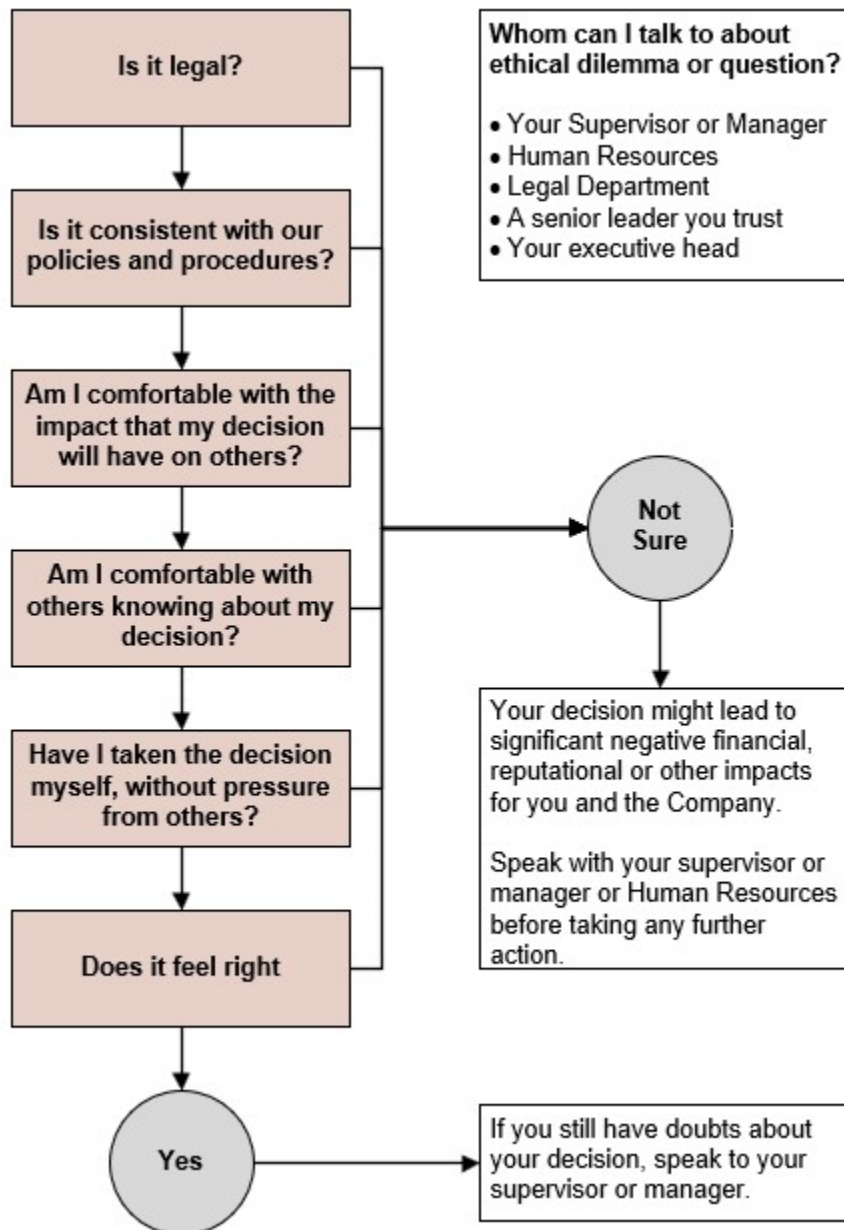 Is it legal?
Is it consistent with our
policies and procedures?
Am I comfortable with the
impact that my decision
will have on others?
Am I comfortable with
others knowing about my
decision?
Have I taken the decision
myself, without pressure
from others?
Does it feel right
Yes
Whom can I talk to about
ethical dilemma or question?
• Your Supervisor or Manager
• Human Resources
• Legal Department
• A senior leader you trust
• Your executive head
Not
Sure
Your decision might lead to
significant negative financial,
reputational or other impacts
for you and the Company.
Speak with your supervisor or
manager or Human Resources
before taking any further
action.
If you still have doubts about
your decision, speak to your
supervisor or manager.